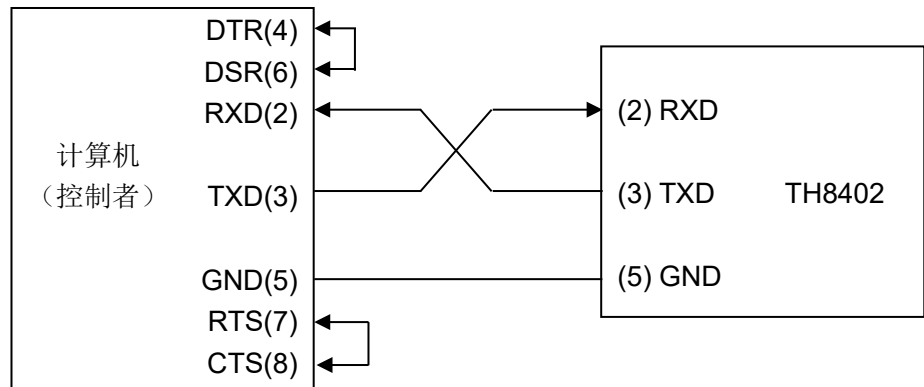 DTR(4)
DSR(6)
RXD(2)
计算机
（控制者）
TXD(3)
GND(5)
RTS(7)
CTS(8)
(2) RXD
(3) TXD
TH8402
(5) GND